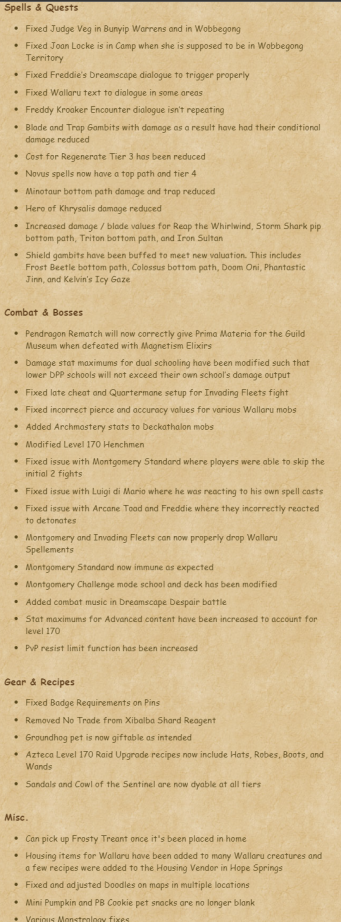 Spells & Quests
• Fixed Judge Veg in Bunyip Warrens and in Wobbegong
• Fixed Joan Locke is in Camp when she is supposed to be in Wobbegong
Territory
• Fixed Freddie's Dreamscape dialogue to trigger properly
• Fixed Wallaru text to dialogue in some areas
• Freddy Kroaker Encounter dialogue isn't repeating
• Blade and Trap Gambits with damage as a result have had their conditional
damage reduced
• Cost for Regenerate Tier 3 has been reduced
• Novus spells now have a top path and tier 4
• Minotaur bottom path damage and trap reduced
• Hero of Khrysalis damage reduced
• Increased damage / blade values for Reap the Whirlwind, Storm Shark pip
bottom path, Triton bottom path, and Iron Sultan
• Shield gambits have been buffed to meet new valuation. This includes
Frost Beetle bottom path, Colossus bottom path, Doom Oni, Phantastic
Jinn, and Kelvin's Icy Gaze
Combat & Bosses
• Pendragon Rematch will now correctly give Prima Materia for the Guild
Museum when defeated with Magnetism Elixirs
• Damage stat maximums for dual schooling have been modified such that
lower DPP schools will not exceed their own school's damage output
• Fixed late cheat and Quartermane setup for Invading Fleets fight
• Fixed incorrect pierce and accuracy values for various Wallaru mobs
• Added Archmastery stats to Deckathalon mobs
• Modified Level 170 Henchmen
• Fixed issue with Montgomery Standard where players were able to skip the
initial 2 fights
• Fixed issue with Luigi di Mario where he was reacting to his own spell casts
• Fixed issue with Arcane Toad and Freddie where they incorrectly reacted
to detonates
• Montgomery and Invading Fleets can now properly drop Wallaru
Spellements
• Montgomery Standard now immune as expected
• Montgomery Challenge mode school and deck has been modified
• Added combat music in Dreamscape Despair battle
• Stat maximums for Advanced content have been increased to account for
level 170
• PvP resist limit function has been increased
Gear & Recipes
• Fixed Badge Requirements on Pins
• Removed No Trade from Xibalba Shard Reagent
• Groundhog pet is now giftable as intended
• Azteca Level 170 Raid Upgrade recipes now include Hats, Robes, Boots, and
Wands
• Sandals and Cowl of the Sentinel are now dyable at all tiers
Misc.
• Can pick up Frosty Treant once it's been placed in home
• Housing items for Wallaru have been added to many Wallaru creatures and
a few recipes were added to the Housing Vendor in Hope Springs
• Fixed and adjusted Doodles on maps in multiple locations
• Mini Pumpkin and PB Cookie pet snacks are no longer blank
• Various Monstrology fixes